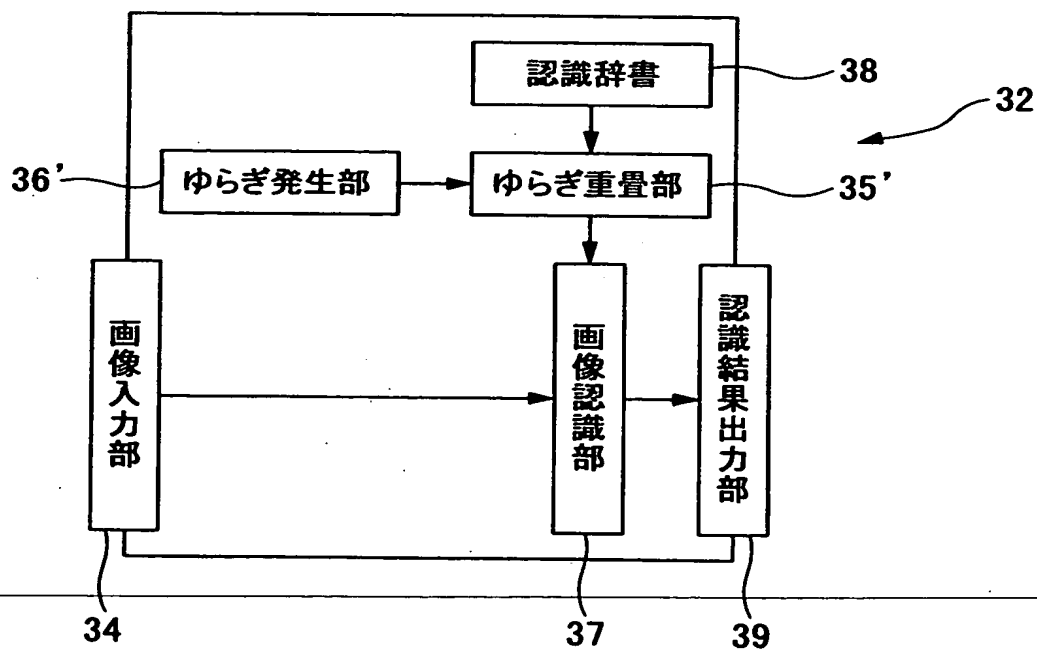 認識辞書
38
32
36’
ゆらぎ発生部
ゆらぎ重畳部
35’
画像入力部
画像認識部
認識結果出力部
34
37
39